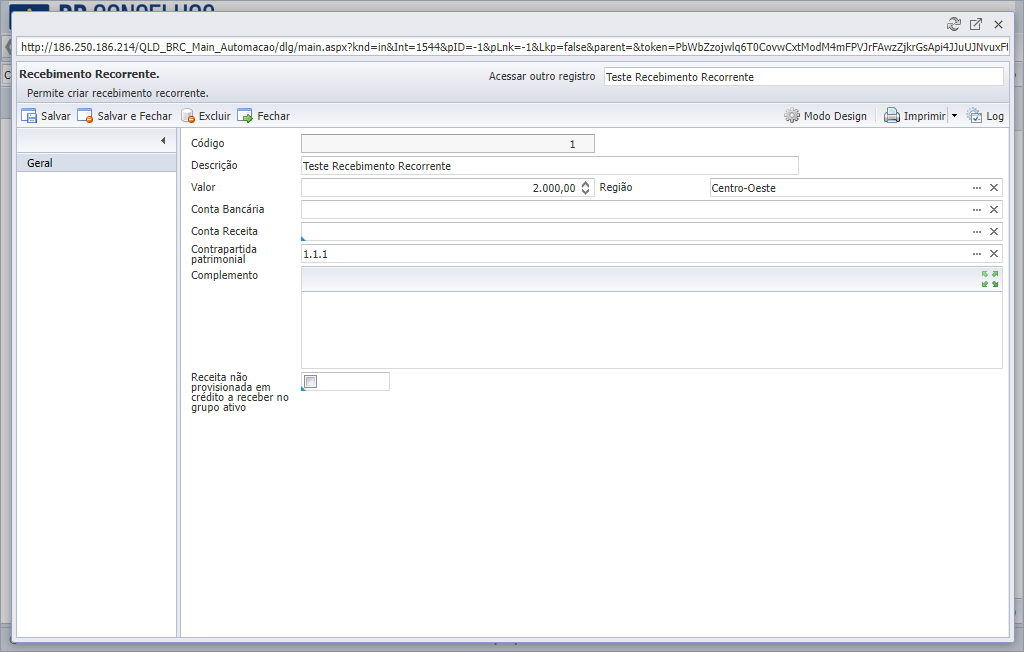 http://186.250.186.214/QLD_BRC_Main_Automacao/dlg/main.aspx?knd=in&Int=1544&pID=-1&pLnk=-1&Lkp=false&parent=&token=PbWbZzojwlq6T0CovwCxtModM4mFPVJrFAwzZjkrGsApi4JJuUJNvuxF
Recebimento Recorrente.
Acessar outro registro Teste Recebimento Recorrente
Permite criar recebimento recorrente.
Salvar Salvar e Fechar Excluir Fechar Modo Design Imprimir Log
Geral
Código 1
Descrição Teste Recebimento Recorrente
Valor 2.000,00 Região Centro-Oeste
Conta Bancária
Conta Receita
Contrapartida
patrimonial 1.1.1
Complemento
Receita não
provisionada em
crédito a receber no
grupo ativo